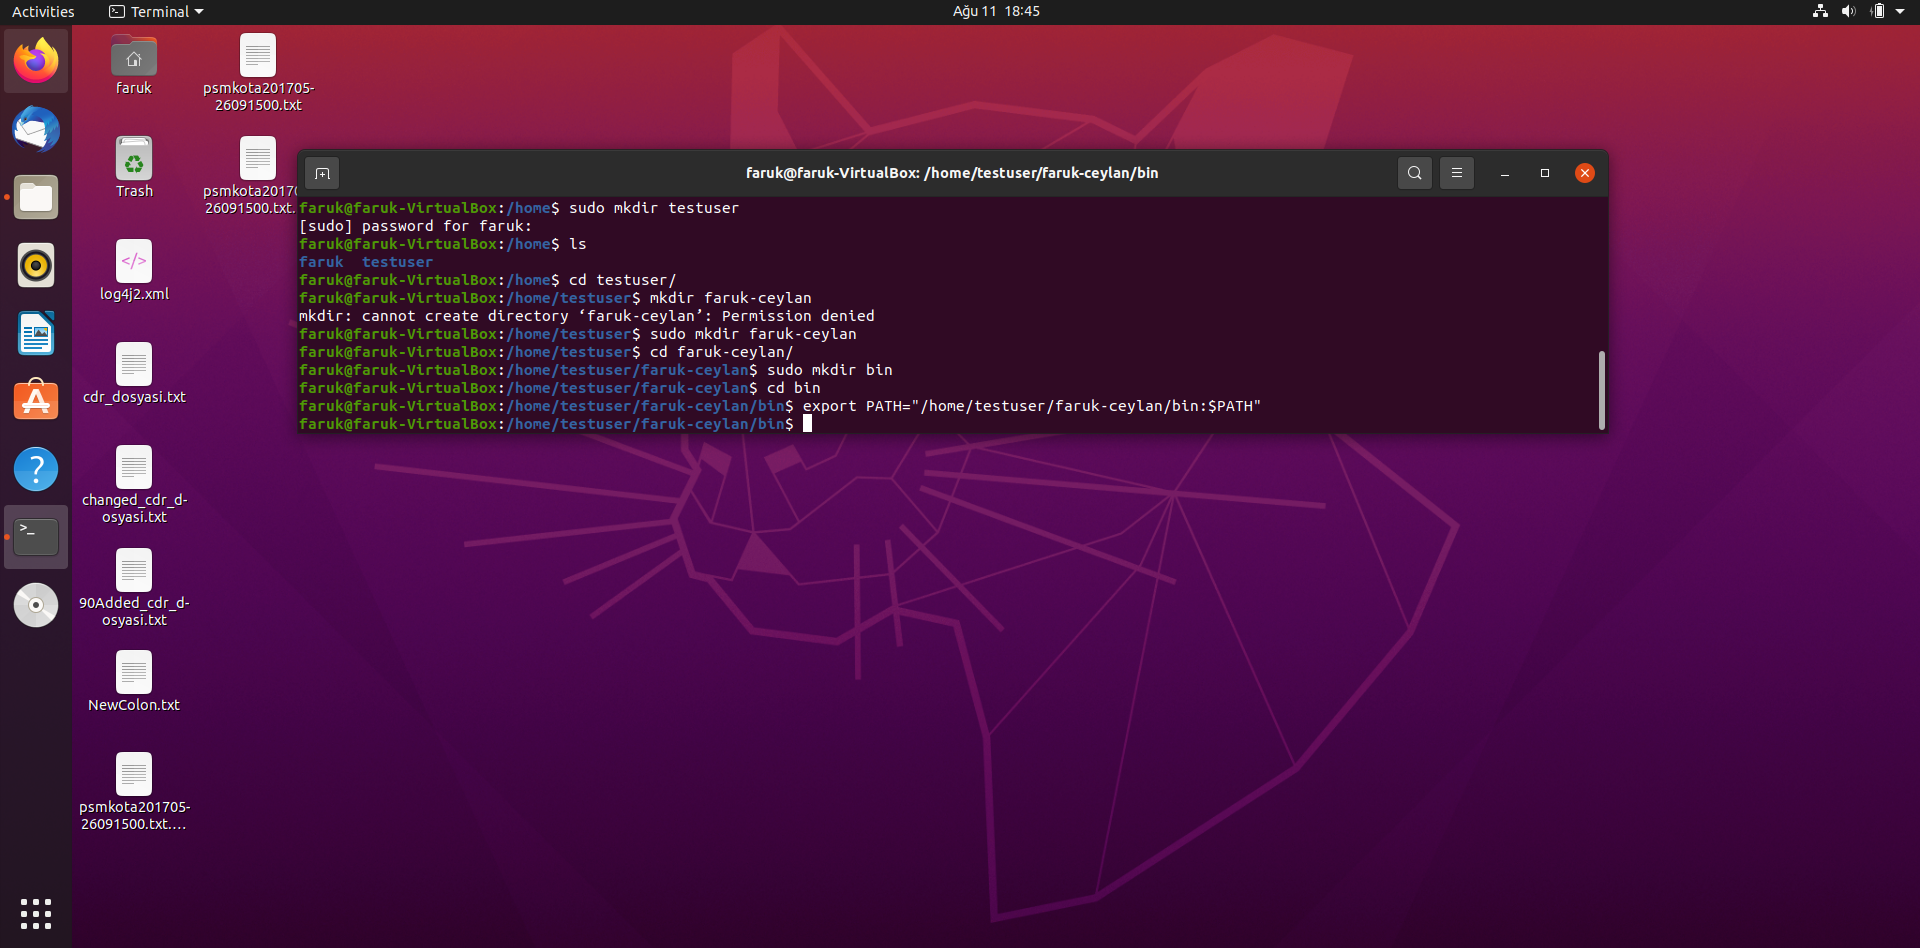 Activities
Terminal
Ağu 11 18:45
faruk
psmkota201705-
26091500.txt
Trash
psmkota20170
26091500.txt.
log4j2.xml
cdr_dosyasi.txt
changed_cdr_d-
osyasi.txt
90Added_cdr_d-
osyasi.txt
NewColon.txt
psmkota201705-
26091500.txt....
faruk@faruk-VirtualBox: /home/testuser/faruk-ceylan/bin
faruk@faruk-VirtualBox:/home$ sudo mkdir testuser
[sudo] password for faruk:
faruk@faruk-VirtualBox:/home$ ls
faruk  testuser
faruk@faruk-VirtualBox:/home$ cd testuser/
faruk@faruk-VirtualBox:/home/testuser$ mkdir faruk-ceylan
mkdir: cannot create directory ‘faruk-ceylan’: Permission denied
faruk@faruk-VirtualBox:/home/testuser$ sudo mkdir faruk-ceylan
faruk@faruk-VirtualBox:/home/testuser$ cd faruk-ceylan/
faruk@faruk-VirtualBox:/home/testuser/faruk-ceylan$ sudo mkdir bin
faruk@faruk-VirtualBox:/home/testuser/faruk-ceylan$ cd bin
faruk@faruk-VirtualBox:/home/testuser/faruk-ceylan/bin$ export PATH="/home/testuser/faruk-ceylan/bin:$PATH"
faruk@faruk-VirtualBox:/home/testuser/faruk-ceylan/bin$